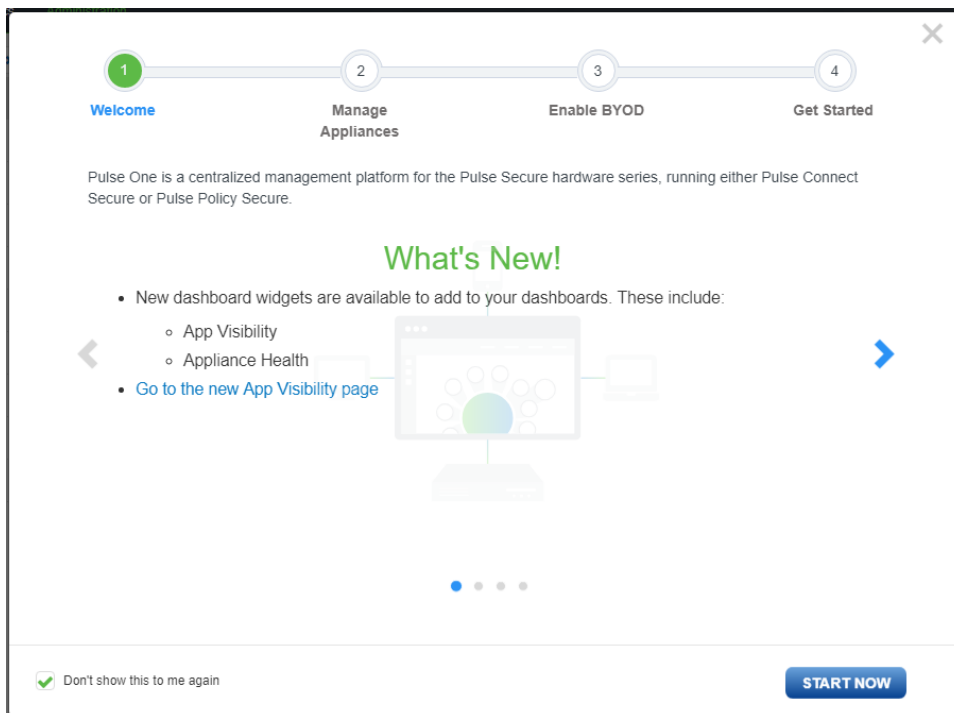 Administration
1
2
3
4
Welcome
Manage
Appliances
Enable BYOD
Get Started
Pulse One is a centralized management platform for the Pulse Secure hardware series, running either Pulse Connect
Secure or Pulse Policy Secure.
What's New!
New dashboard widgets are available to add to your dashboards. These include:
App Visibility
Appliance Health
Go to the new App Visibility page
Don't show this to me again
START NOW